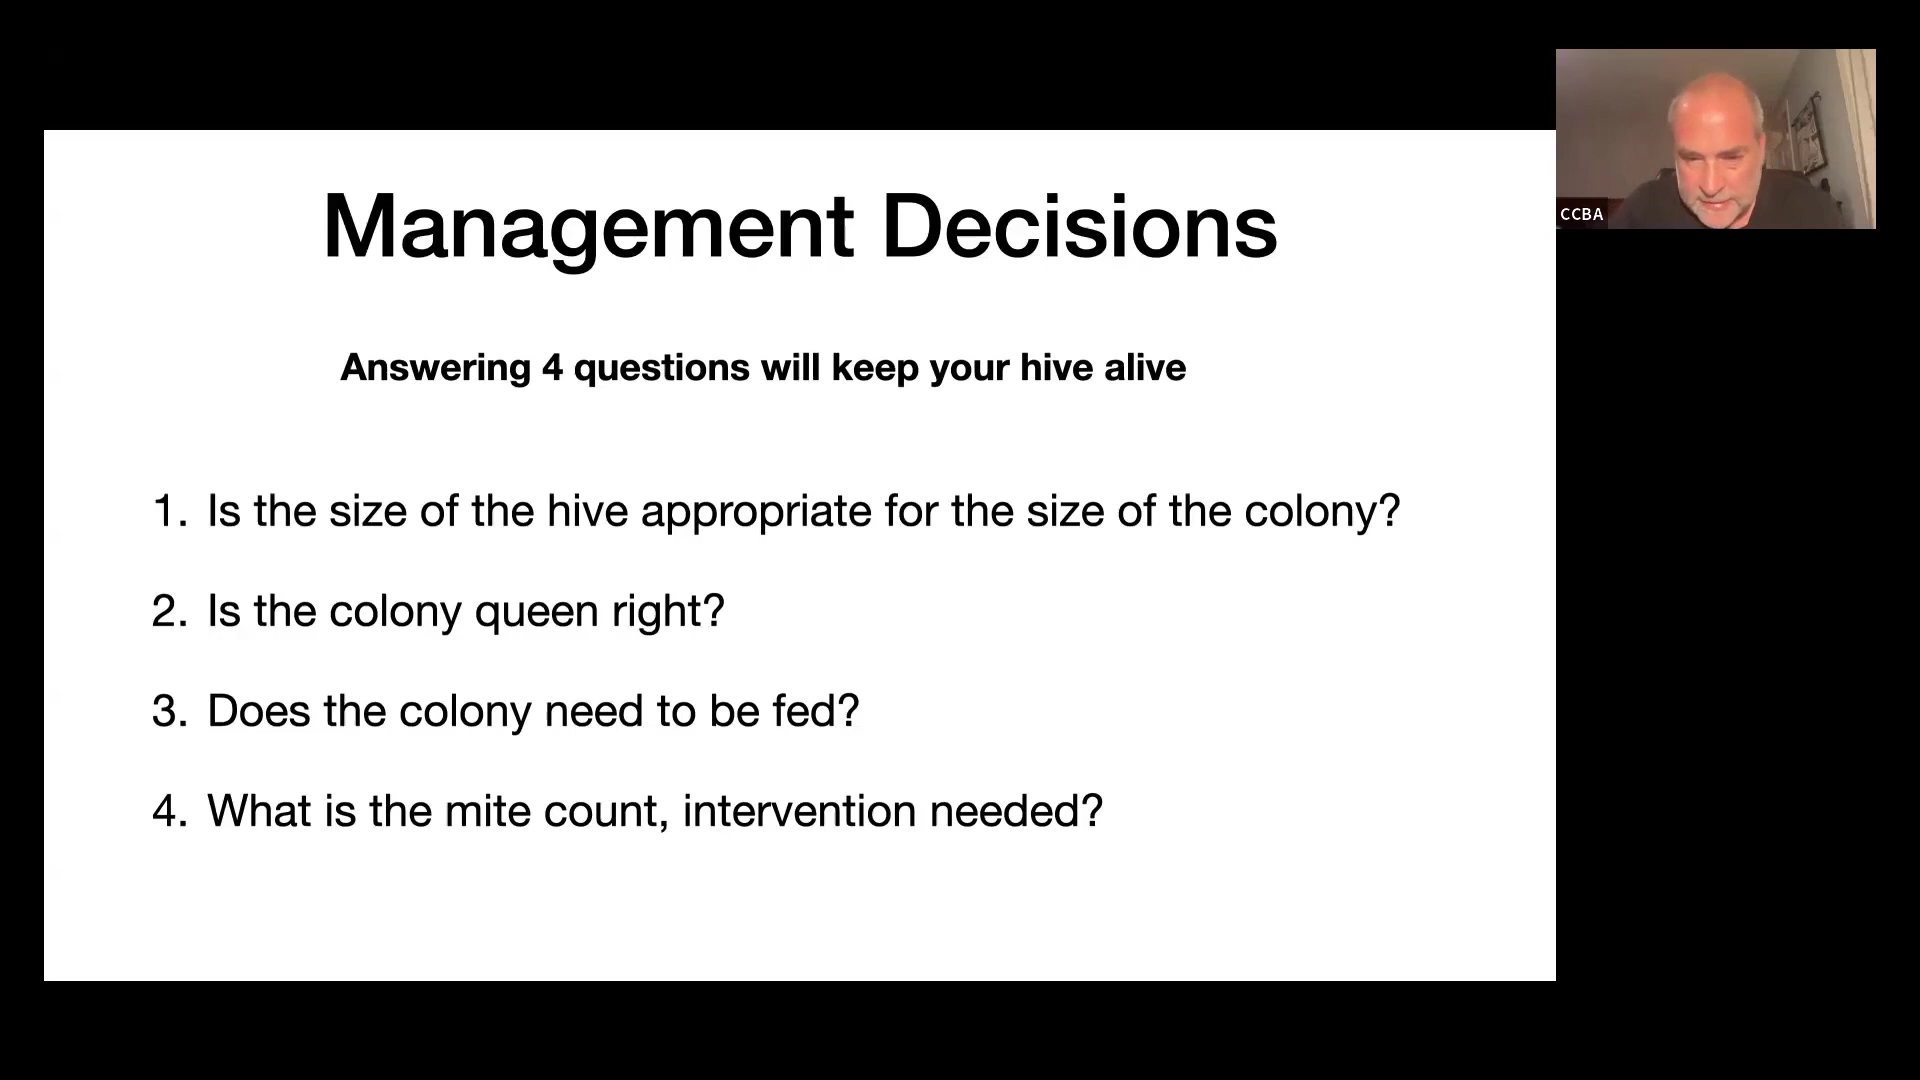 Management Decisions
Answering 4 questions will keep your hive alive
1. Is the size of the hive appropriate for the size of the colony?
2. Is the colony queen right?
3. Does the colony need to be fed?
4. What is the mite count, intervention needed?
CCBA